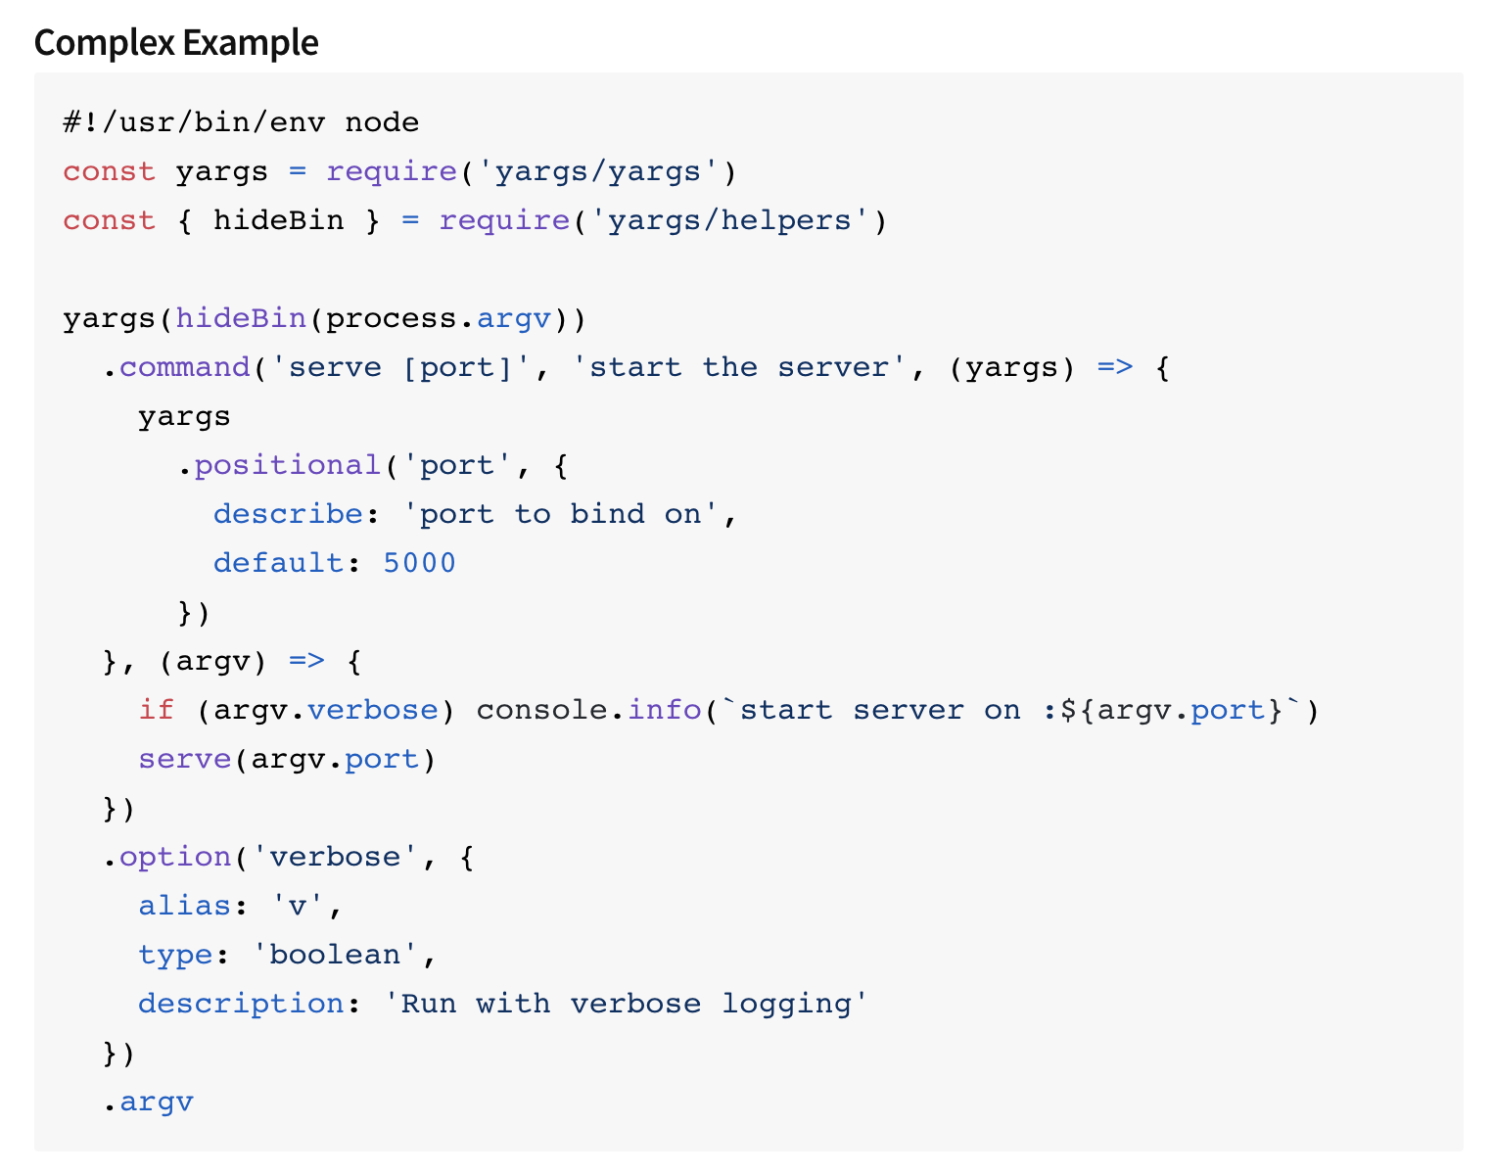 Complex Example
#!/usr/bin/env node
const yargs = require('yargs/yargs')
const { hideBin } = require('yargs/helpers')

yargs(hideBin(process.argv))
  .command('serve [port]', 'start the server', (yargs) => {
    yargs
      .positional('port', {
        describe: 'port to bind on',
        default: 5000
      })
  }, (argv) => {
    if (argv.verbose) console.info(`start server on :${argv.port}`)
    serve(argv.port)
  })
  .option('verbose', {
    alias: 'v',
    type: 'boolean',
    description: 'Run with verbose logging'
  })
  .argv